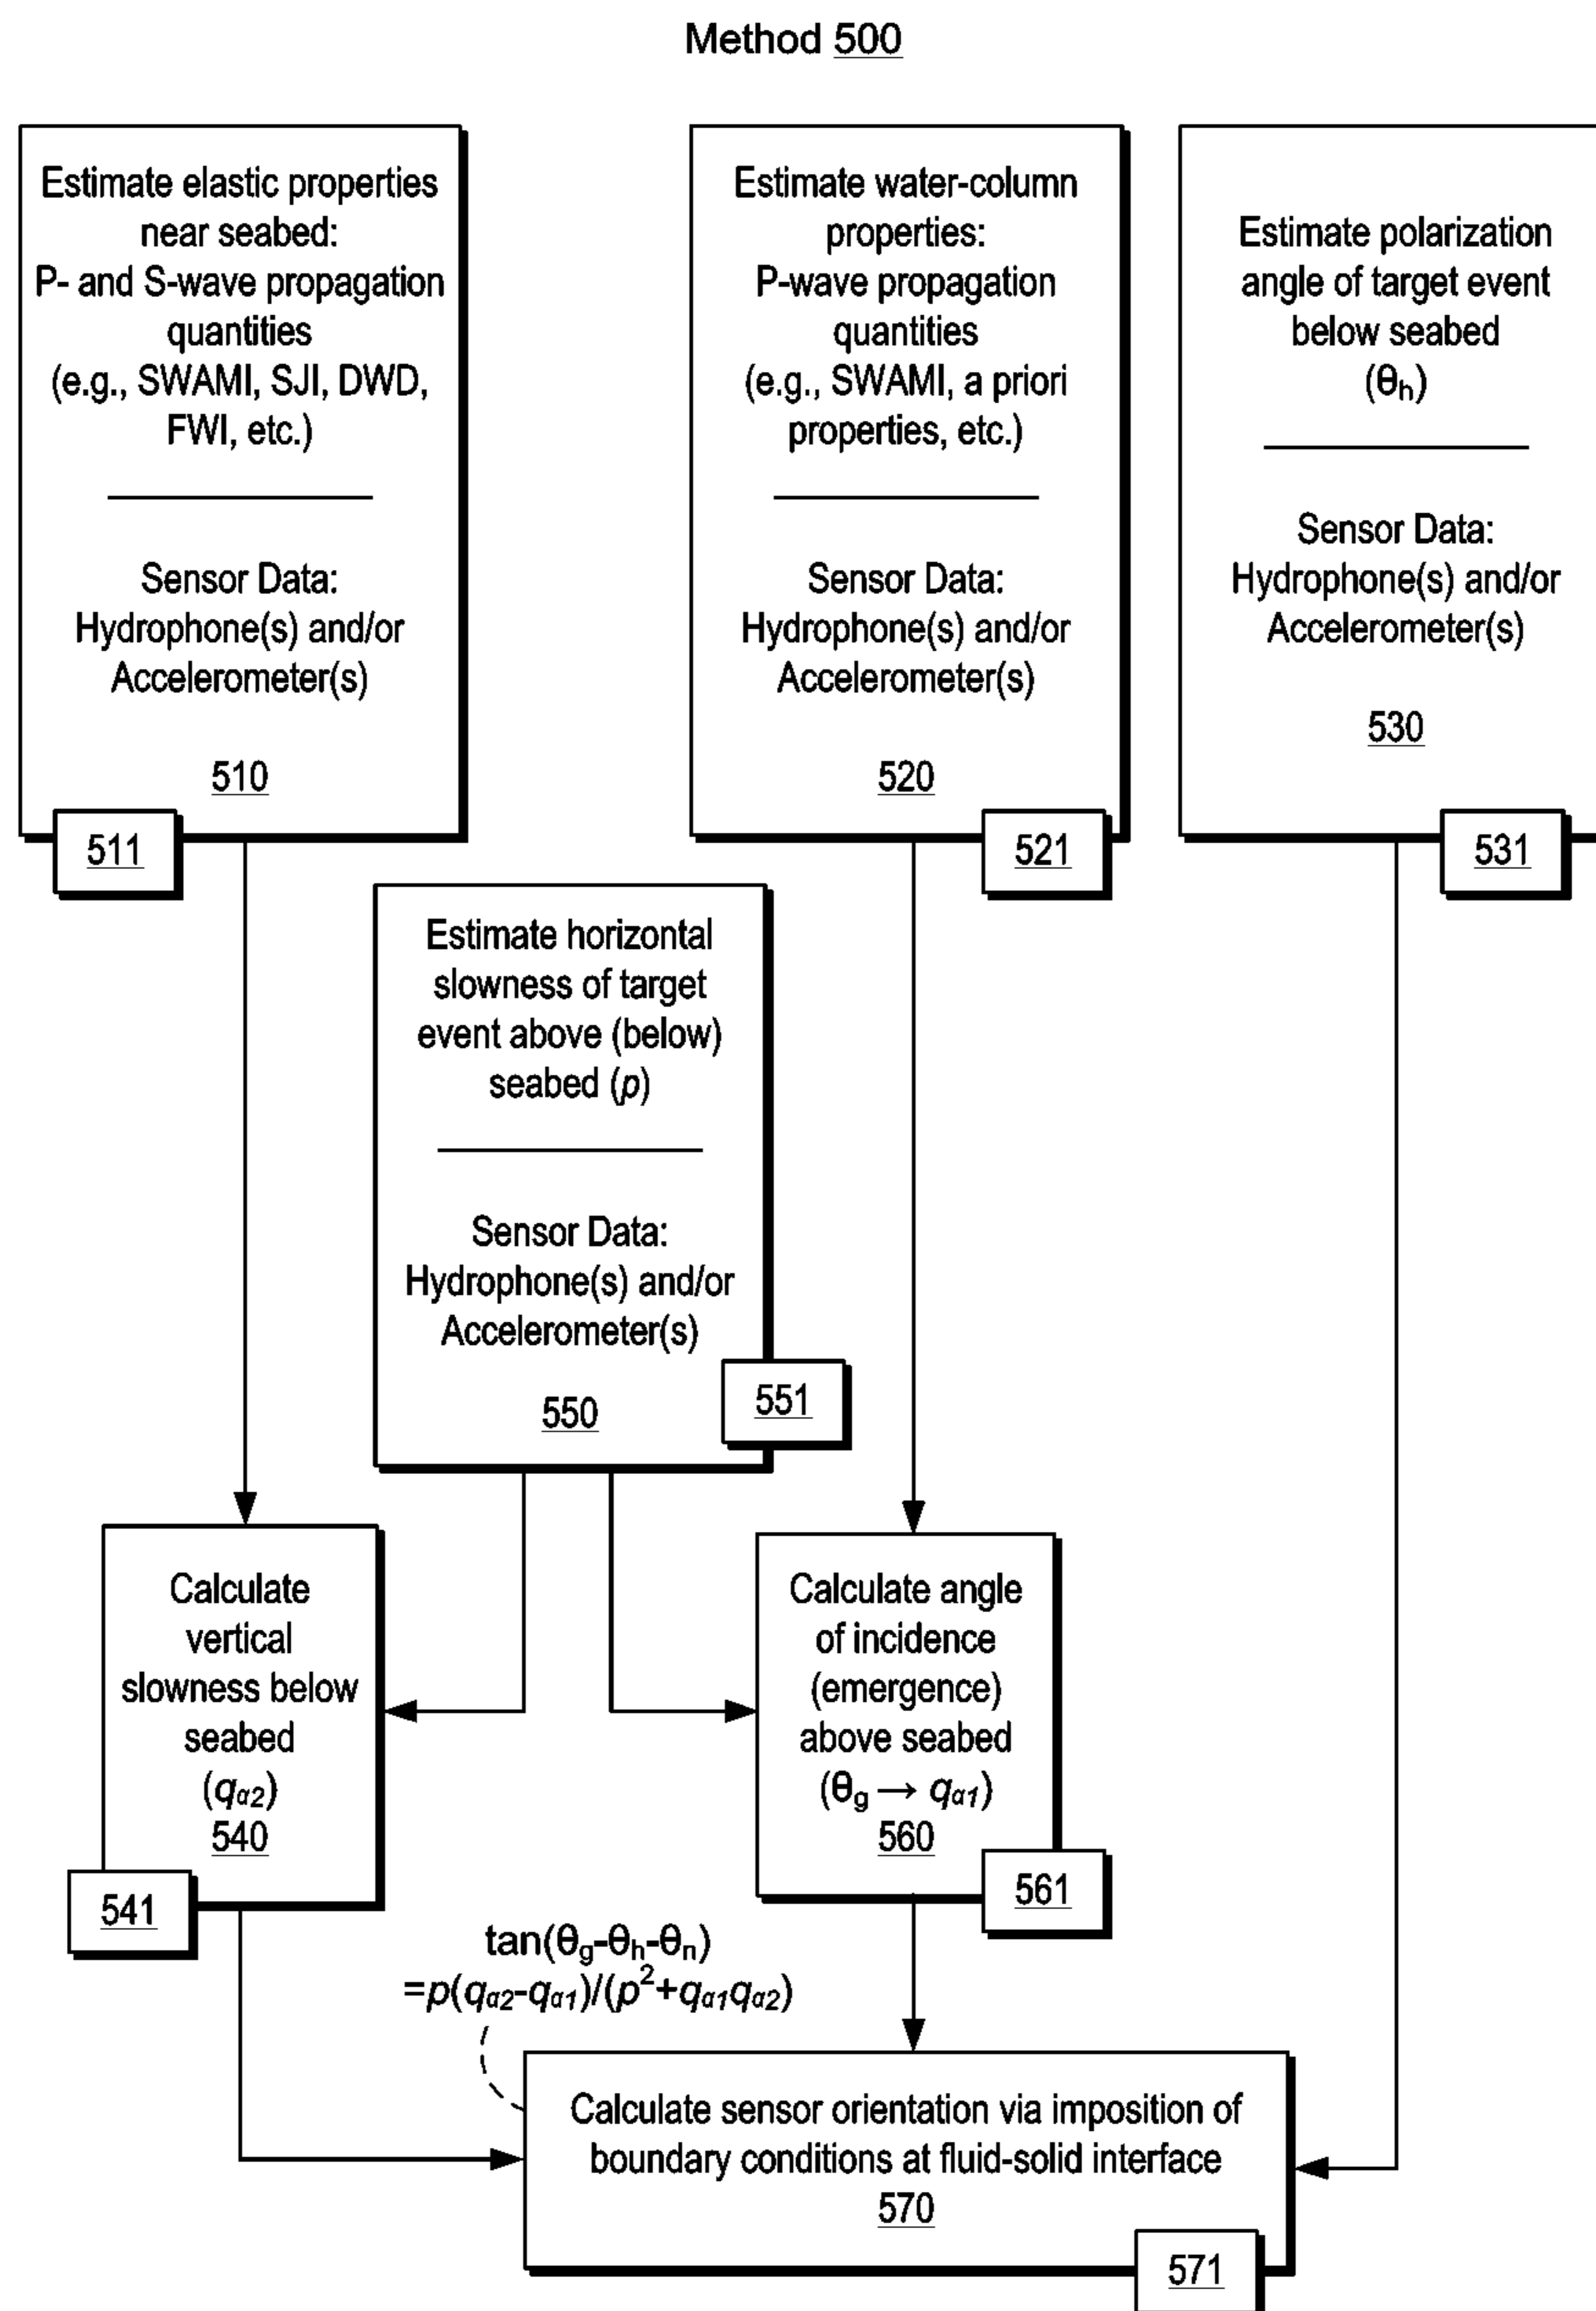 Method 500
Estimate elastic properties
near seabed:
P- and S-wave propagation
quantities
(e.g., SWAMI, SJI, DWD,
FWI, etc.)
Sensor Data:
Hydrophone(s) and/or
Accelerometer(s)
510
511
Estimate water-column
properties:
P-wave propagation
quantities
(e.g., SWAMI, a priori
properties, etc.)
Sensor Data:
Hydrophone(s) and/or
Accelerometer(s)
520
521
Estimate polarization
angle of target event
below seabed
(θh)
Sensor Data:
Hydrophone(s) and/or
Accelerometer(s)
530
531
Estimate horizontal
slowness of target
event above (below)
seabed (p)
Sensor Data:
Hydrophone(s) and/or
Accelerometer(s)
550
551
Calculate
vertical
slowness below
seabed
(qα2)
540
541
Calculate angle
of incidence
(emergence)
above seabed
(θg → qα1)
560
561
tan(θg-θh-θn)
=p(qα2-qα1)/(p²+qα1qα2)
Calculate sensor orientation via imposition of
boundary conditions at fluid-solid interface
570
571